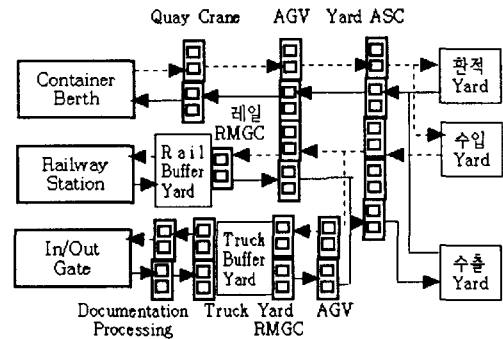 Quay Crane
AGV
Yard ASC
Container
Berth
환적
Yard
레일
RMGC
수입
Yard
Railway
Station
Rail
Buffer
Yard
In/Out
Gate
Truck
Buffer
Yard
수출
Yard
Documentation
Processing
Truck Yard
RMGC
AGV